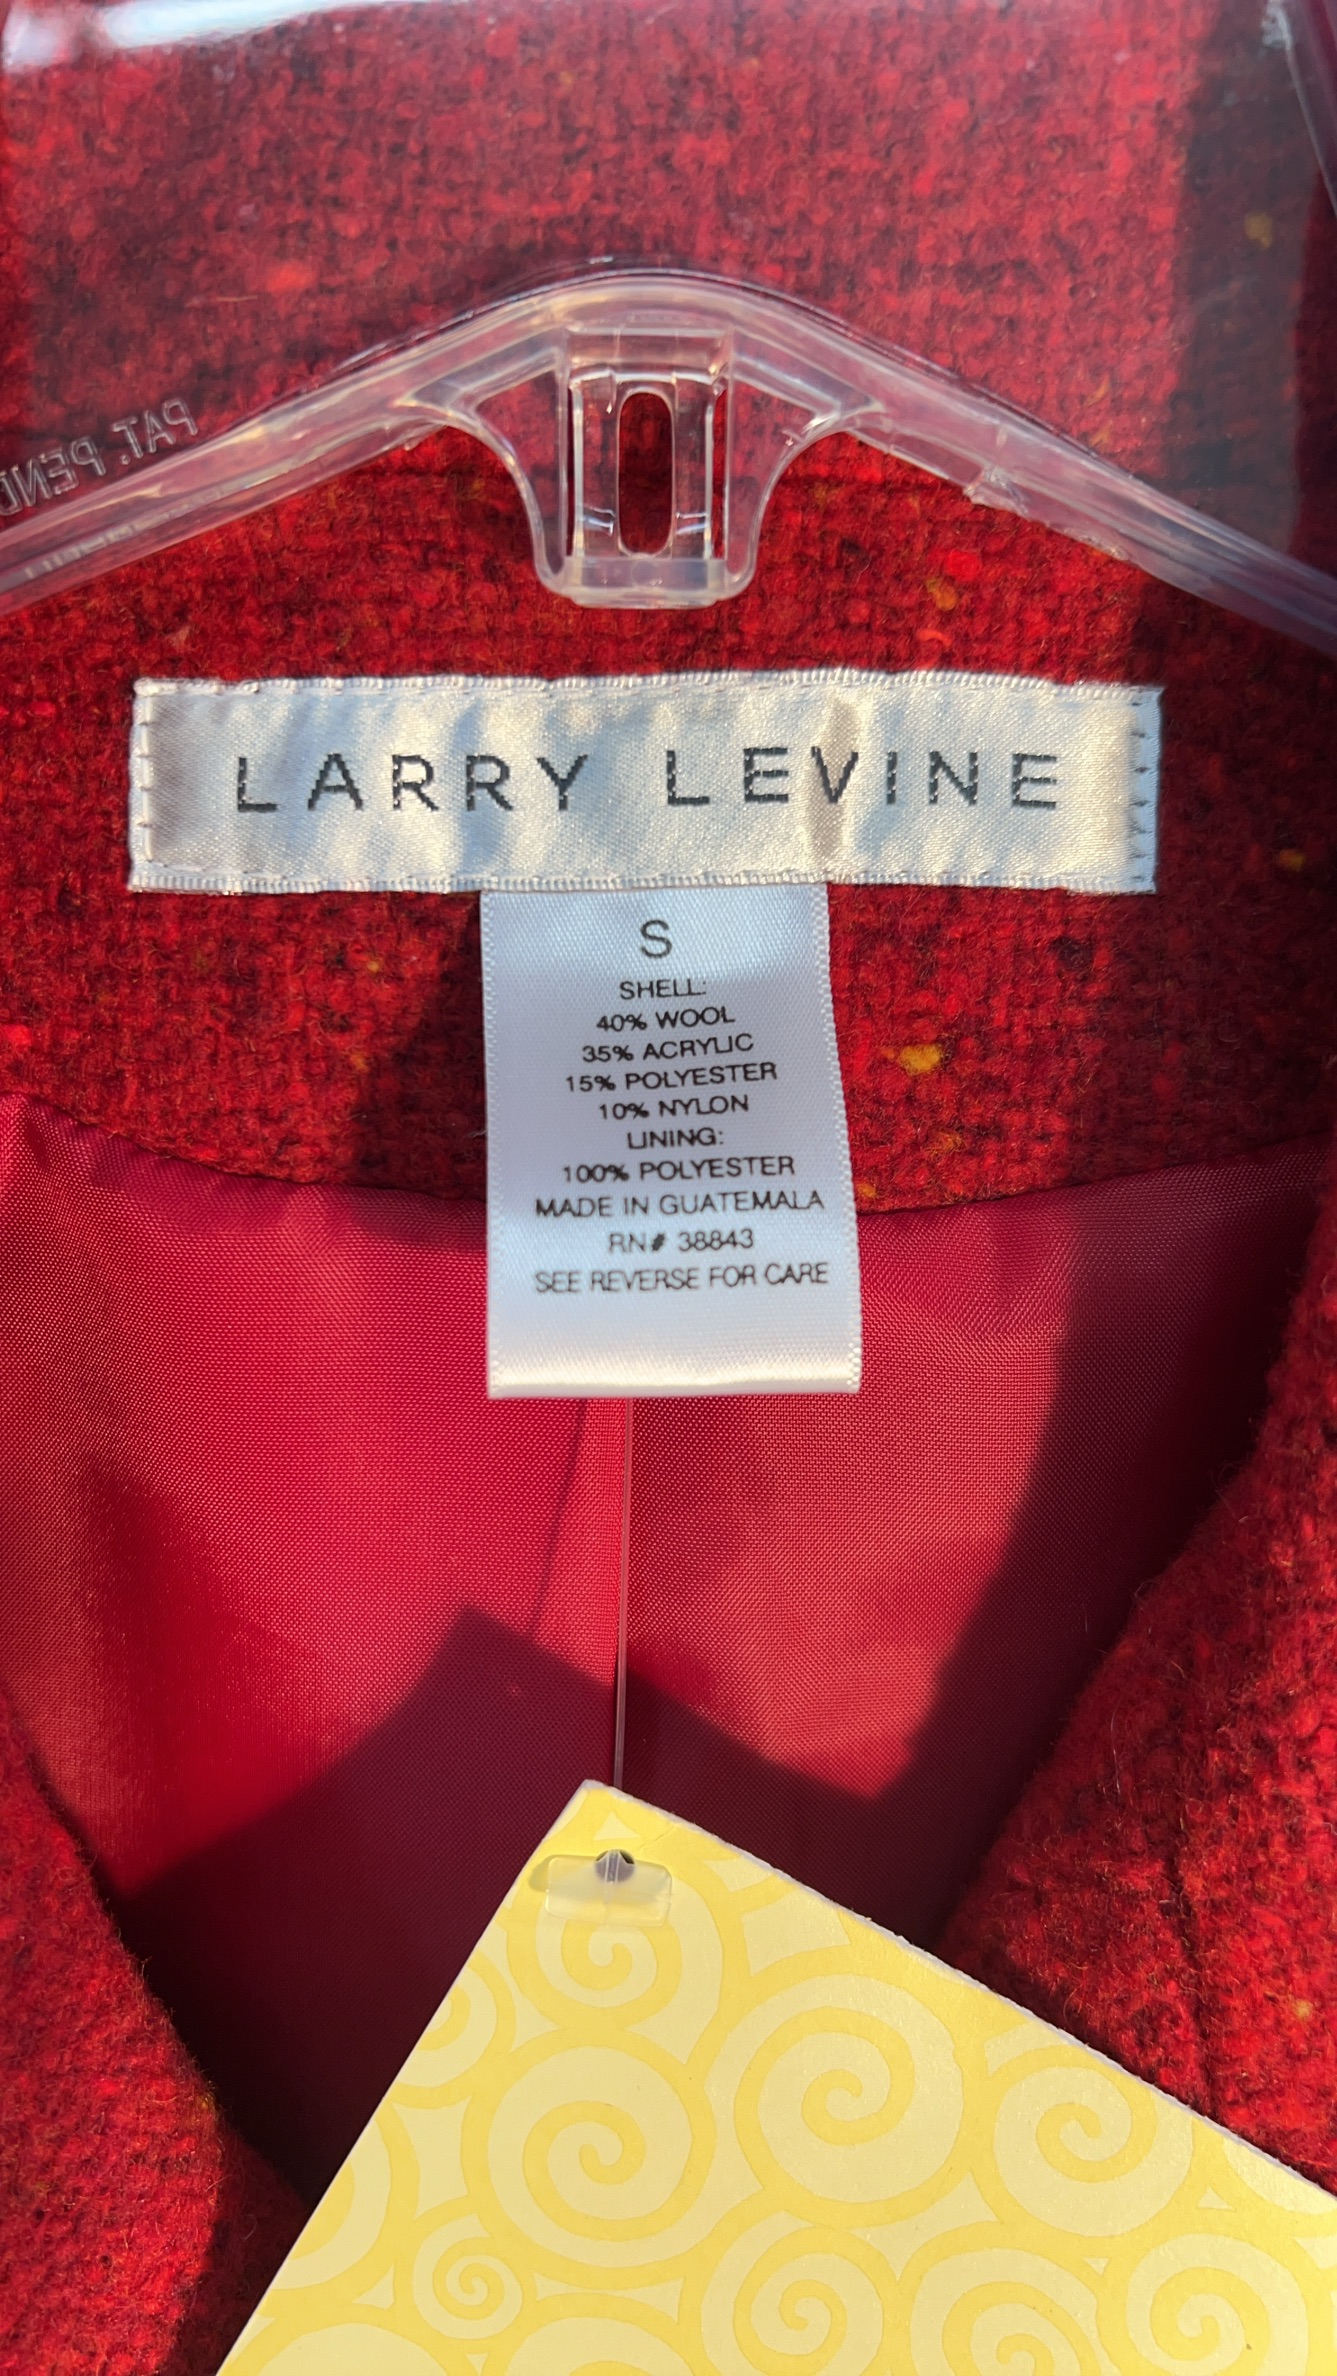 PAT. PEND
LARRY LEVINE
S
SHELL:
40% WOOL
35% ACRYLIC
15% POLYESTER
10% NYLON
LINING:
100% POLYESTER
MADE IN GUATEMALA
RN# 38843
SEE REVERSE FOR CARE